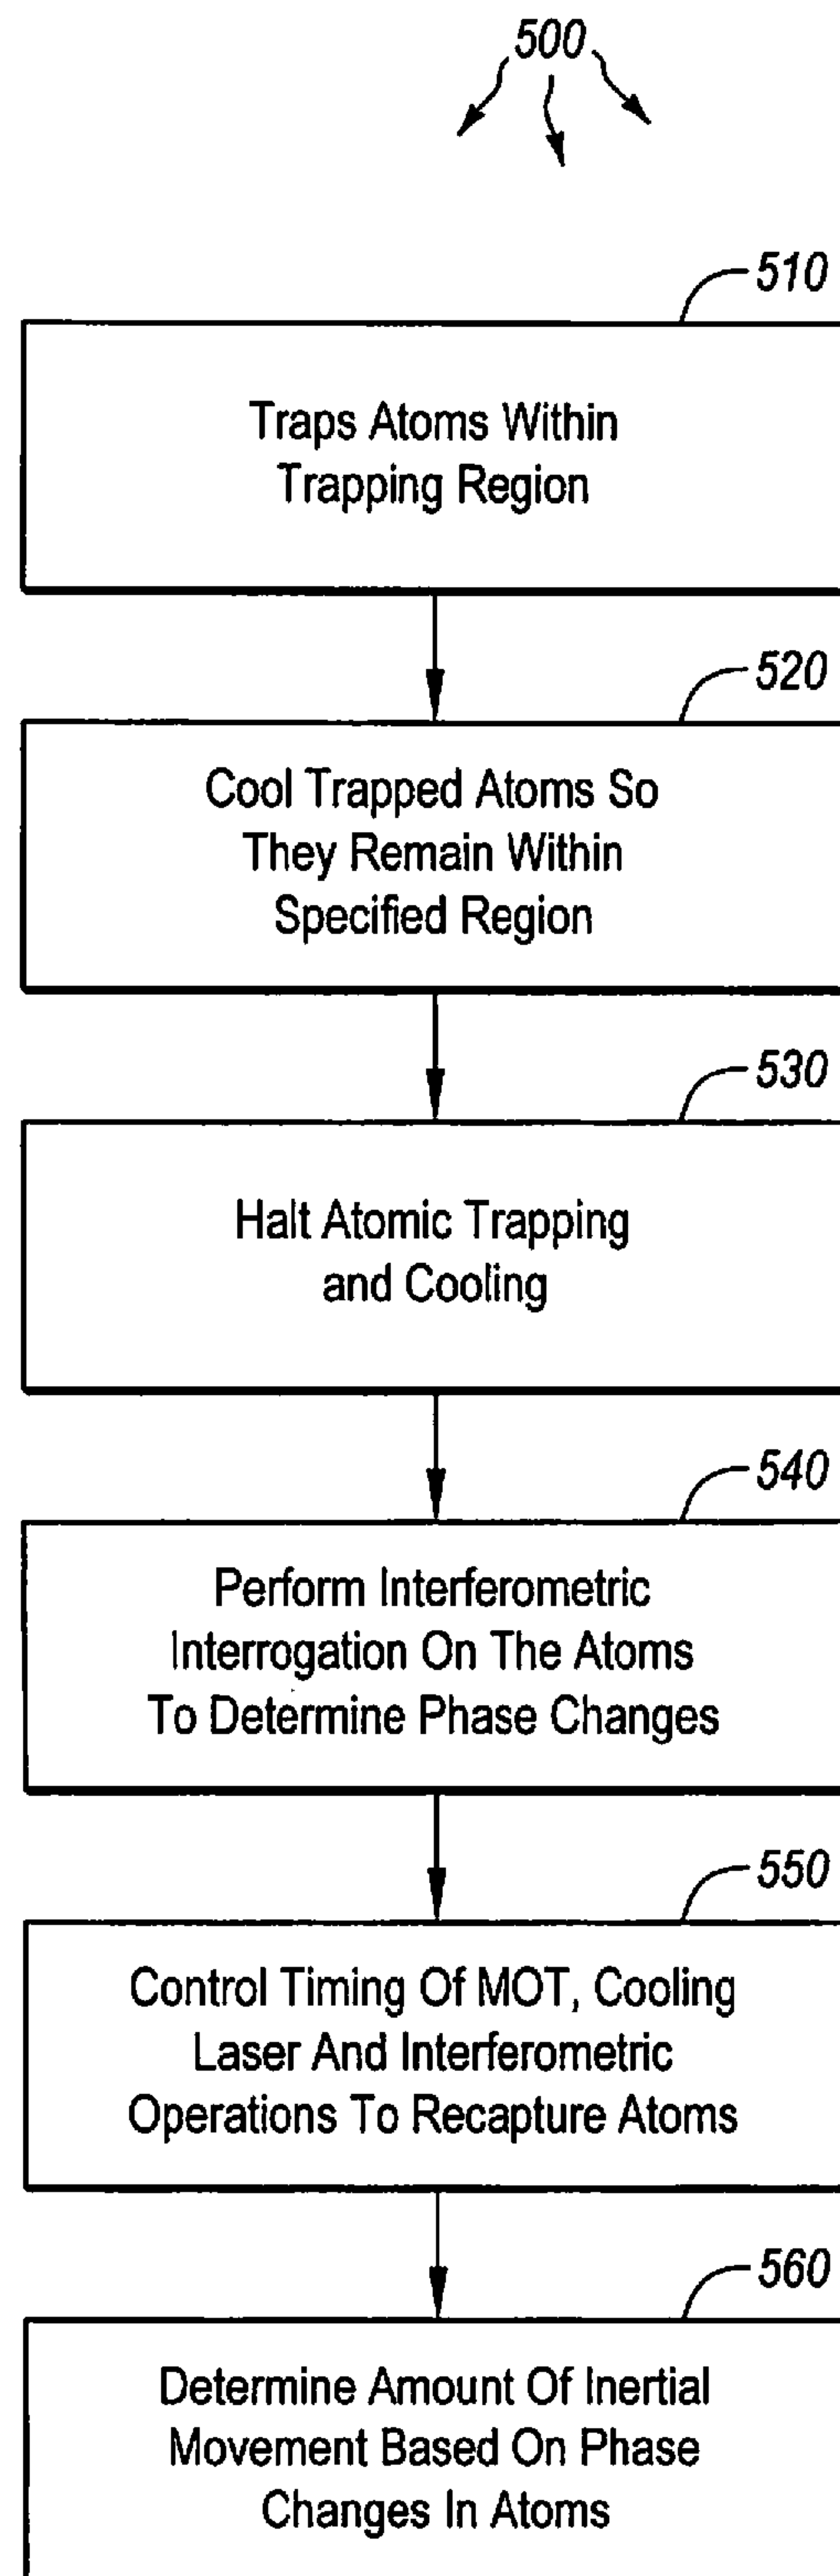 500
510
Traps Atoms Within
Trapping Region
520
Cool Trapped Atoms So
They Remain Within
Specified Region
530
Halt Atomic Trapping
and Cooling
540
Perform Interferometric
Interrogation On The Atoms
To Determine Phase Changes
550
Control Timing Of MOT, Cooling
Laser And Interferometric
Operations To Recapture Atoms
560
Determine Amount Of Inertial
Movement Based On Phase
Changes In Atoms